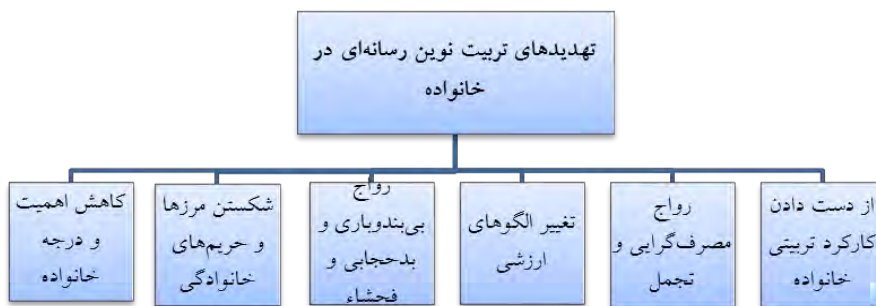 تهدیدهای تربیت نوین رسانه‌ای در
خانواده
از دست دادن
کارکرد تربیتی
خانواده
رواج
مصرف‌گرایی و
تجمل
تغییر الگوهای
ارزشی
رواج
بی‌بندوباری و
بدحجابی و
فحشاء
شکستن مرزها
و حریم‌های
خانوادگی
کاهش اهمیت
و درجه
خانواده